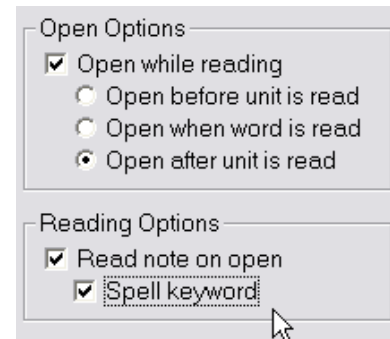 Open Options
Open while reading
Open before unit is read
Open when word is read
Open after unit is read
Reading Options
Read note on open
Spell keyword